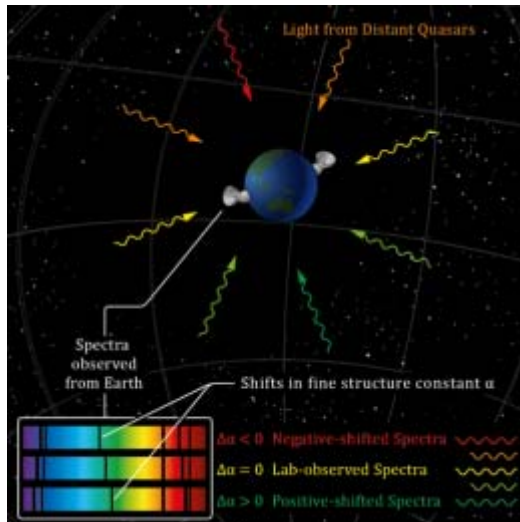 Light from Distant Quasars
Spectra
observed
from Earth
Shifts in fine structure constant α
Δα < 0 Negative-shifted Spectra
Δα = 0 Lab-observed Spectra
Δα > 0 Positive-shifted Spectra